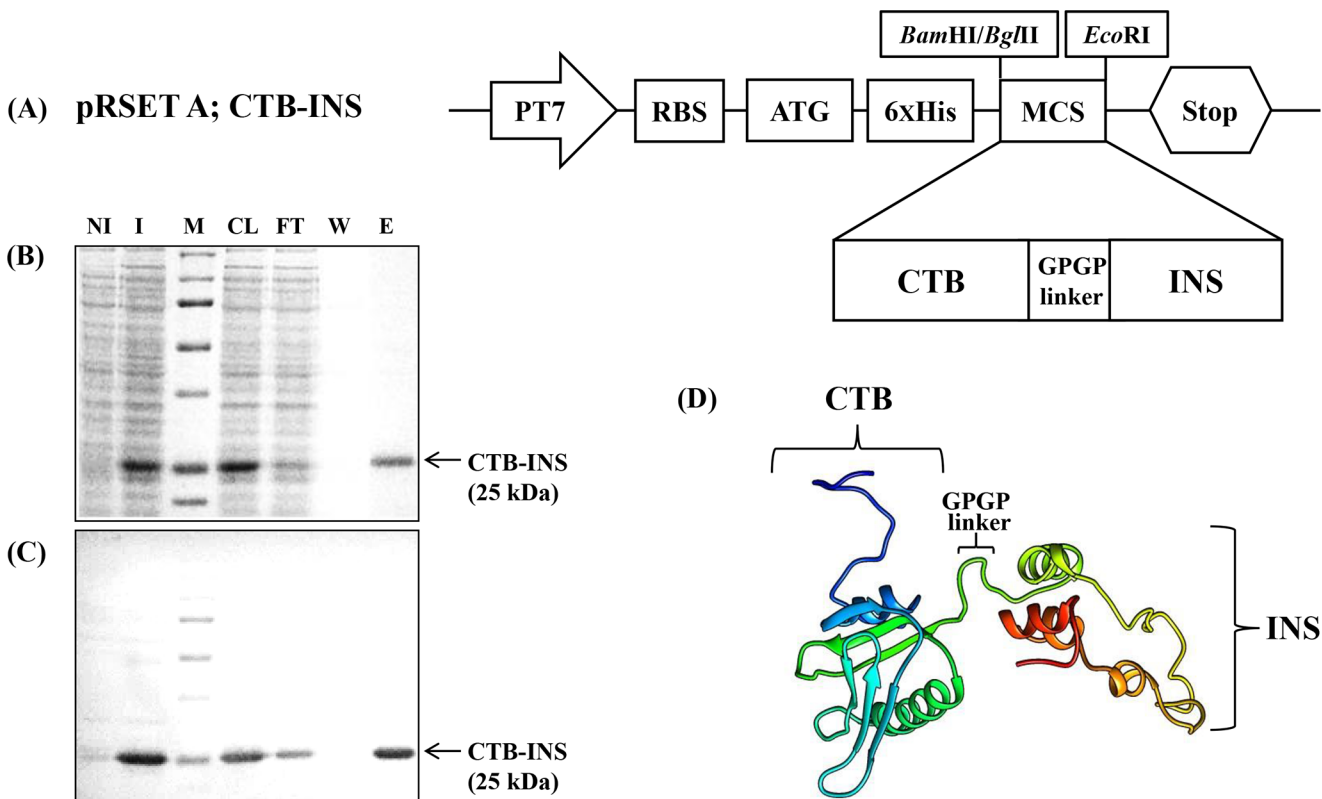 (A) pRSET A; CTB-INS
BamHI/BglII EcoRI
PT7 RBS ATG 6xHis MCS Stop
CTB GPGP linker INS
(B)
NI I M CL FT W E
CTB-INS
(25 kDa)
(C)
CTB-INS
(25 kDa)
(D)
CTB
GPGP
linker
INS